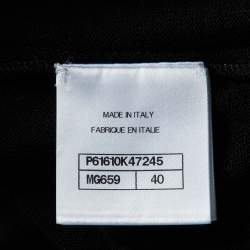 MADE IN ITALY
FABRIQUE EN ITALIE
P61610K47245
MG659 40